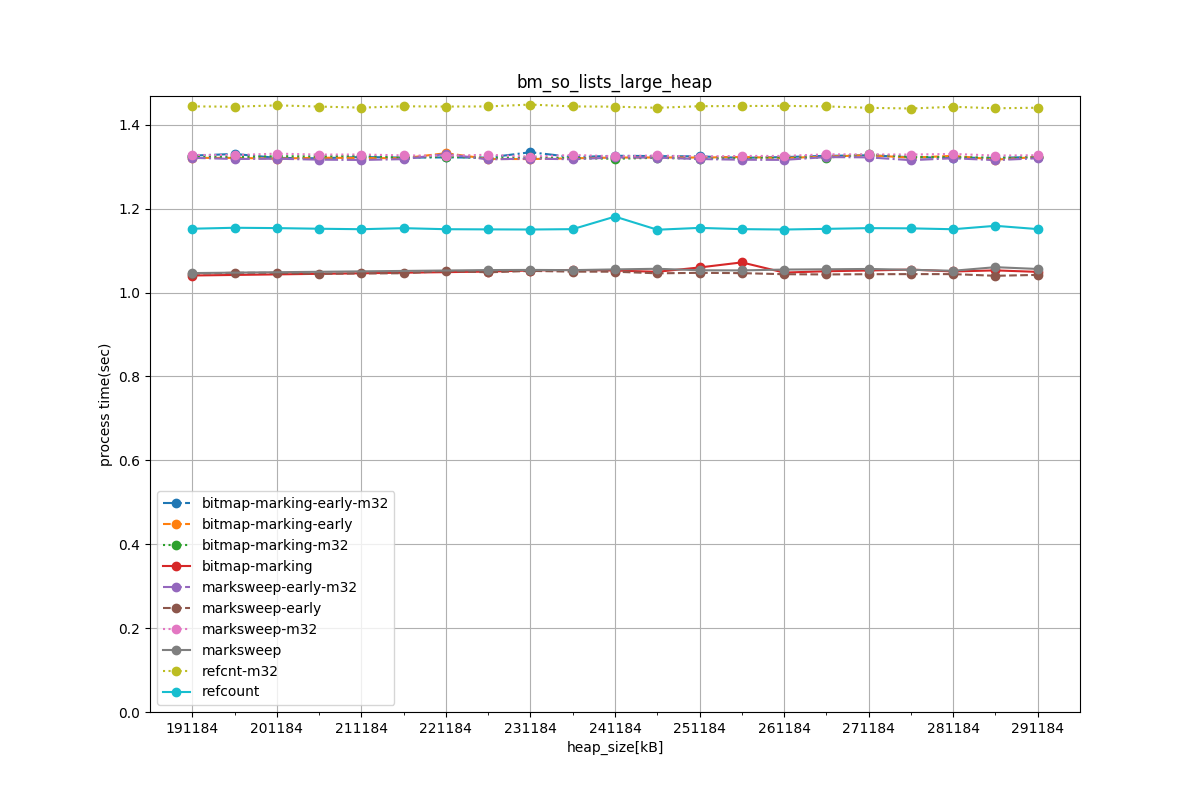 bm_so_lists_large_heap
process time(sec)
1.4
1.2
1.0
0.8
0.6
0.4
0.2
0.0
bitmap-marking-early-m32
bitmap-marking-early
bitmap-marking-m32
bitmap-marking
marksweep-early-m32
marksweep-early
marksweep-m32
marksweep
refcnt-m32
refcount
191184 201184 211184 221184 231184 241184 251184 261184 271184 281184 291184
heap_size[kB]